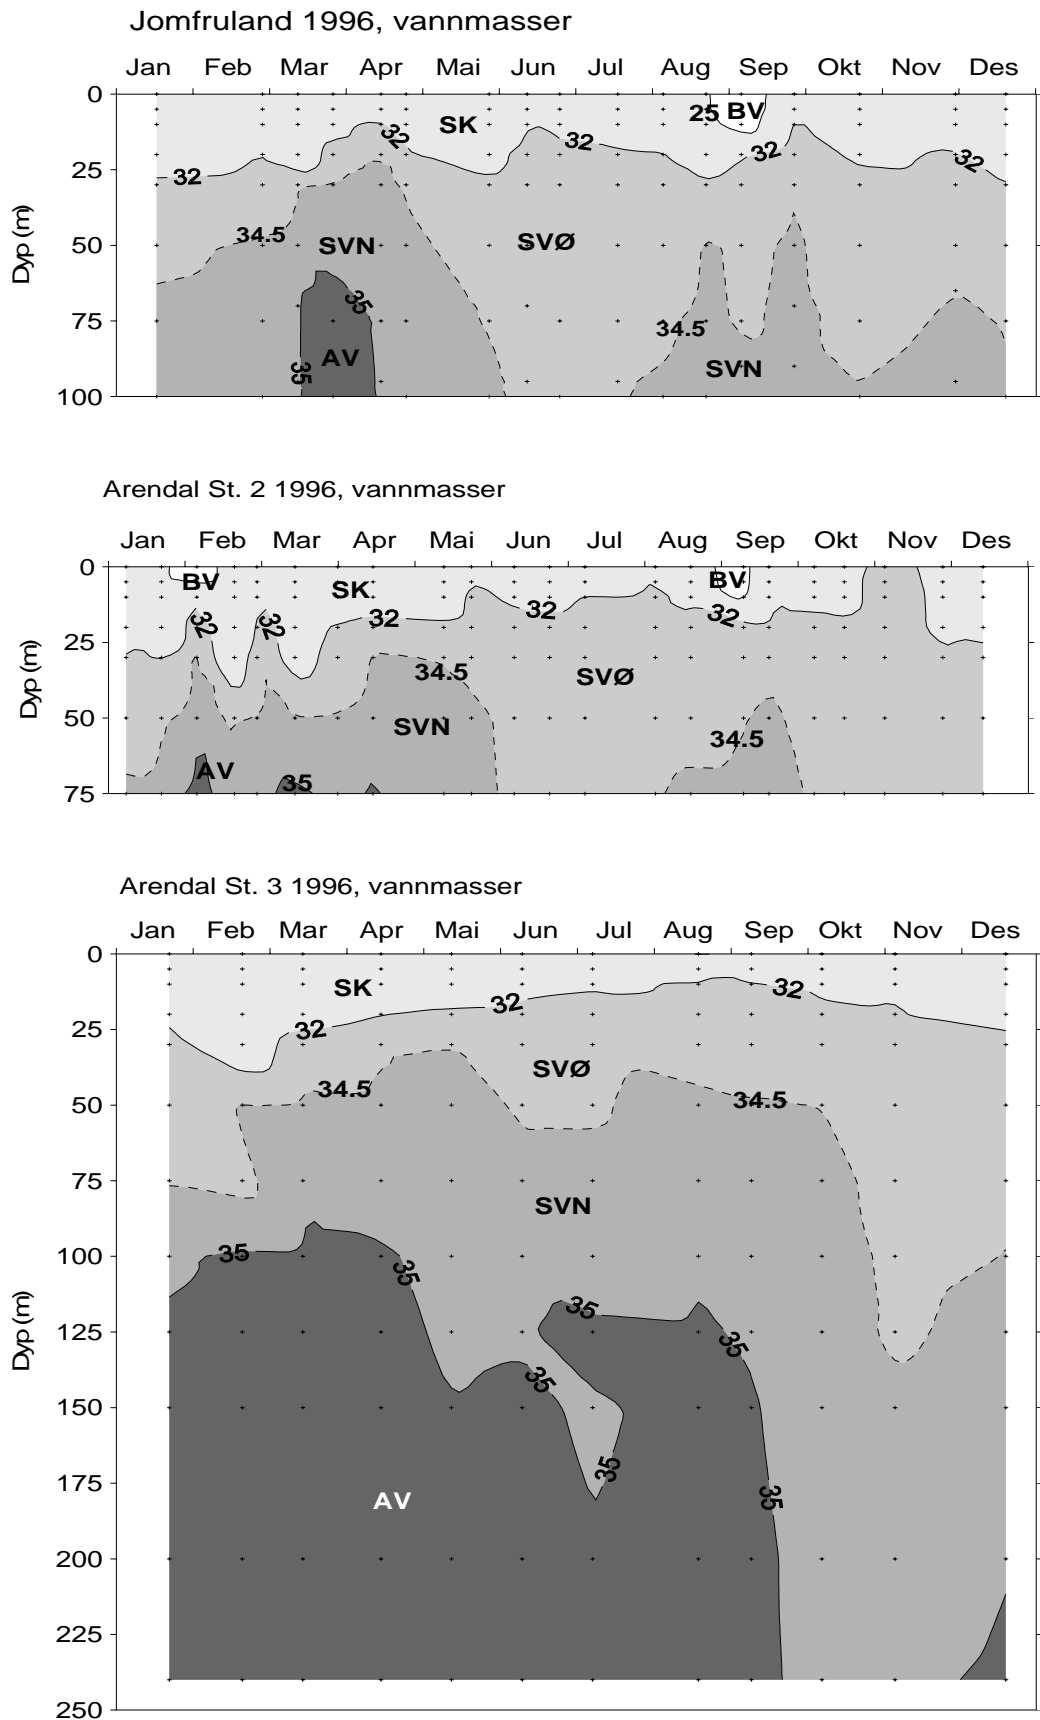 Jomfruland 1996, vannmasser
Jan Feb Mar Apr Mai Jun Jul Aug Sep Okt Nov Des
0
25 BV
SK
32 32 32 32
25
32
34.5
Dyp (m)
50
SVN SVØ
35
75
34.5
AV
35
SVN
100
Arendal St. 2 1996, vannmasser
Jan Feb Mar Apr Mai Jun Jul Aug Sep Okt Nov Des
0
BV SK BV
32 32 32 32 32
25
34.5 SVØ
Dyp (m)
50
SVN 34.5
AV 35
75
Arendal St. 3 1996, vannmasser
Jan Feb Mar Apr Mai Jun Jul Aug Sep Okt Nov Des
0
SK 32
32
25
32
SVØ
34.5 34.5
50
75
SVN
100
35
35
35
Dyp (m)
125
35
35
150
175
35
35
AV
200
225
250